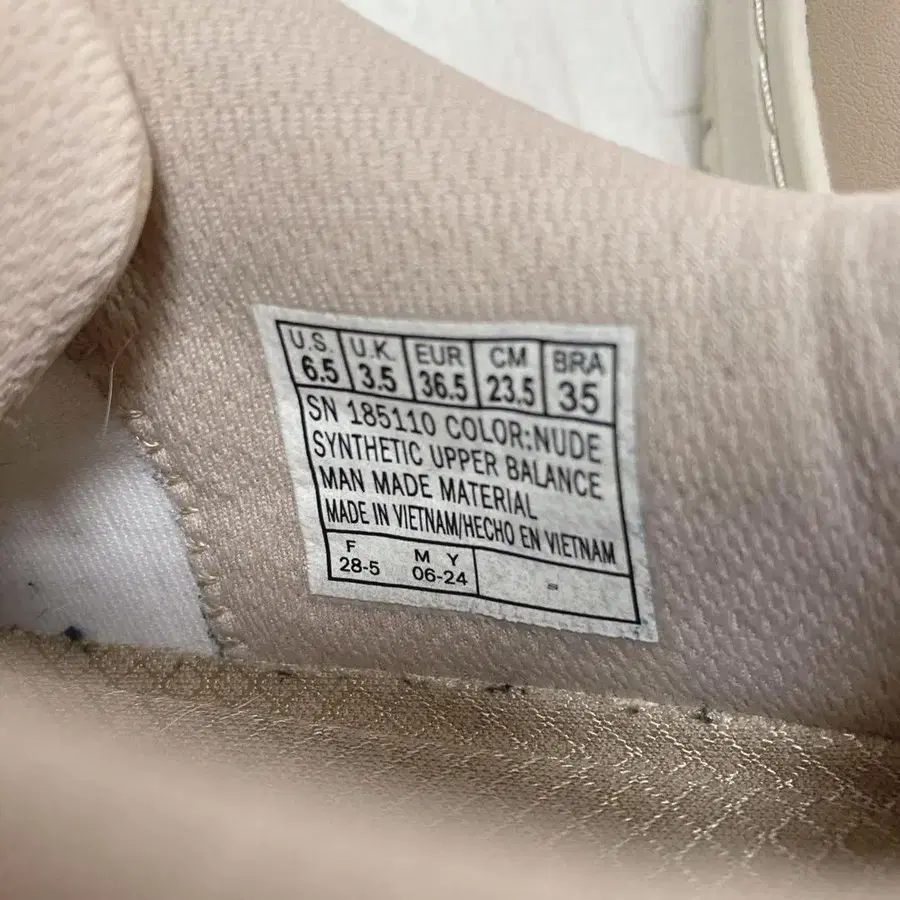 U.S. U.K. EUR CM BRA
6.5 3.5 36.5 23.5 35
SN 185110 COLOR:NUDE
SYNTHETIC UPPER BALANCE
MAN MADE MATERIAL
MADE IN VIETNAM/HECHO EN VIETNAM
F M Y
28-5 06-24 -